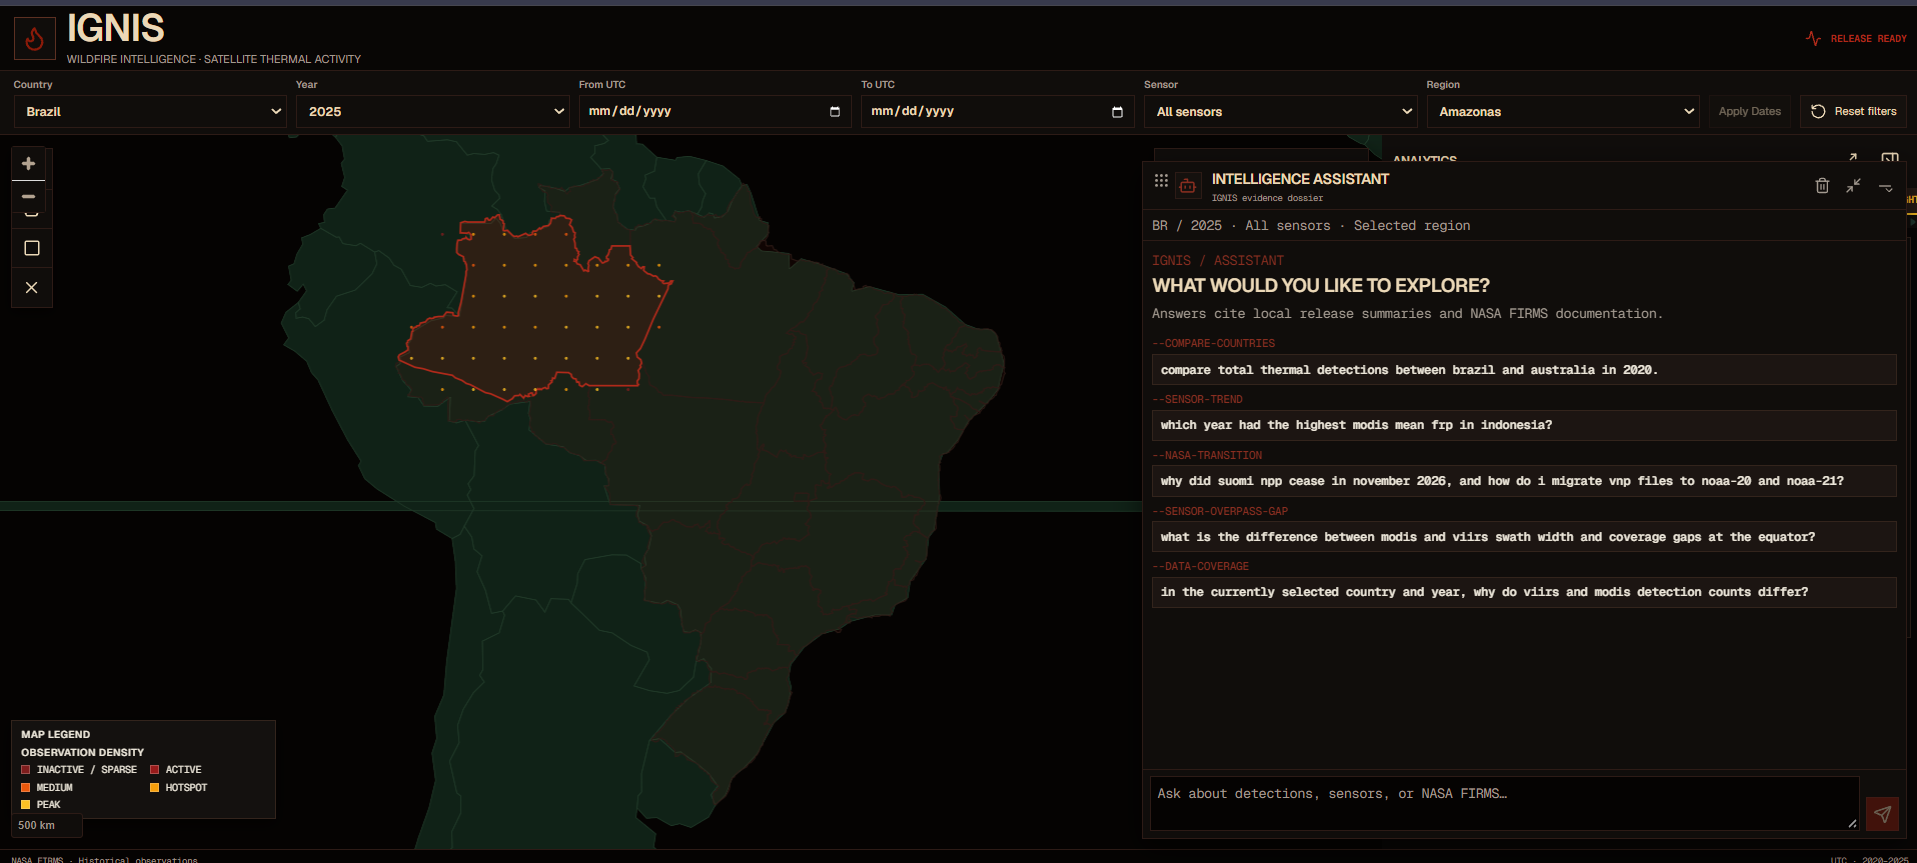 IGNIS
WILDFIRE INTELLIGENCE · SATELLITE THERMAL ACTIVITY
RELEASE READY
Country
Year
From UTC
To UTC
Sensor
Region
Brazil
2025
mm/dd/yyyy
mm/dd/yyyy
All sensors
Amazonas
Apply Dates
Reset filters
ANALYTICS
INTELLIGENCE ASSISTANT
IGNIS evidence dossier
BR / 2025 · All sensors · Selected region
IGNIS / ASSISTANT
WHAT WOULD YOU LIKE TO EXPLORE?
Answers cite local release summaries and NASA FIRMS documentation.
--COMPARE-COUNTRIES
compare total thermal detections between brazil and australia in 2020.
--SENSOR-TREND
which year had the highest modis mean frp in indonesia?
--NASA-TRANSITION
why did suomi npp cease in november 2026, and how do i migrate vnp files to noaa-20 and noaa-21?
--SENSOR-OVERPASS-GAP
what is the difference between modis and viirs swath width and coverage gaps at the equator?
--DATA-COVERAGE
in the currently selected country and year, why do viirs and modis detection counts differ?
Ask about detections, sensors, or NASA FIRMS…
MAP LEGEND
OBSERVATION DENSITY
INACTIVE / SPARSE
ACTIVE
MEDIUM
HOTSPOT
PEAK
500 km
NASA FIRMS · Historical observations
UTC · 2020-2025